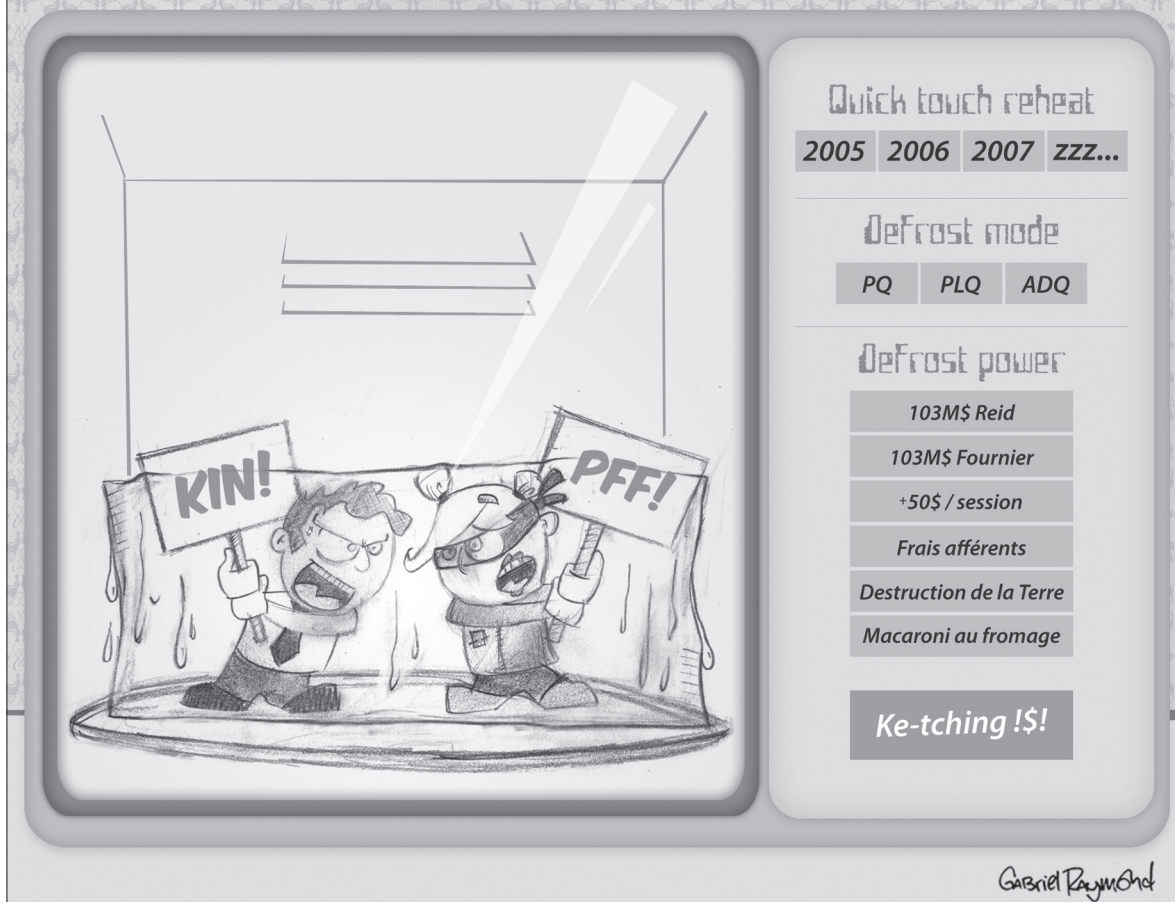 KIN!
PFF!
Quick touch reheat
2005 2006 2007 zzz...
Defrost mode
PQ PLQ ADQ
Defrost power
103M$ Reid
103M$ Fournier
+50$ / session
Frais afférents
Destruction de la Terre
Macaroni au fromage
Ke-tching !$!
Gabriel Raymond